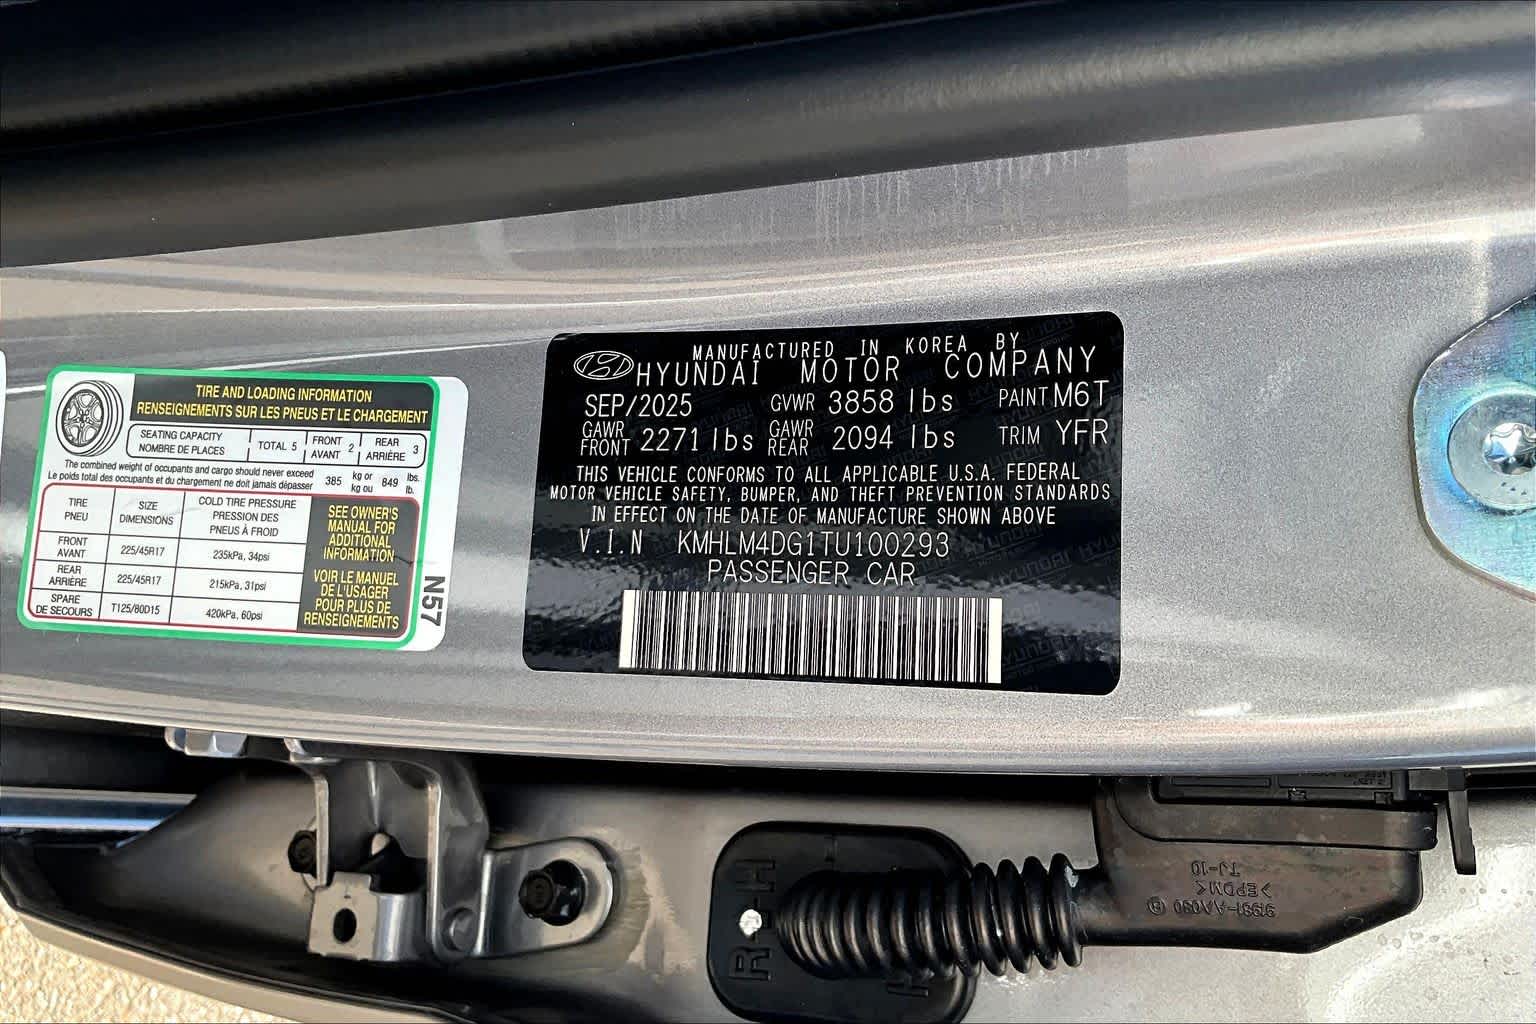 TIRE AND LOADING INFORMATION
RENSEIGNEMENTS SUR LES PNEUS ET LE CHARGEMENT
SEATING CAPACITY
NOMBRE DE PLACES
TOTAL 5
FRONT
AVANT 2
REAR
ARRIÈRE 3
The combined weight of occupants and cargo should never exceed
Le poids total des occupants et du chargement ne doit jamais dépasser
385 kg or
kg ou
849 lbs.
lb.
TIRE
PNEU
SIZE
DIMENSIONS
COLD TIRE PRESSURE
PRESSION DES
PNEUS À FROID
FRONT
AVANT
225/45R17
235kPa, 34psi
REAR
ARRIÈRE
225/45R17
215kPa, 31psi
SPARE
DE SECOURS
T125/80D15
420kPa, 60psi
SEE OWNER'S
MANUAL FOR
ADDITIONAL
INFORMATION
VOIR LE MANUEL
DE L'USAGER
POUR PLUS DE
RENSEIGNEMENTS
N57
MANUFACTURED IN KOREA BY
HYUNDAI MOTOR COMPANY
SEP/2025 GVWR 3858 lbs PAINT M6T
GAWR
FRONT 2271 lbs
GAWR
REAR 2094 lbs
TRIM YFR
THIS VEHICLE CONFORMS TO ALL APPLICABLE U.S.A. FEDERAL
MOTOR VEHICLE SAFETY, BUMPER, AND THEFT PREVENTION STANDARDS
IN EFFECT ON THE DATE OF MANUFACTURE SHOWN ABOVE
V.I.N KMHLM4DG1TU100293
PASSENGER CAR
R-H
91981-AA080
>EPDM<
TJ-10